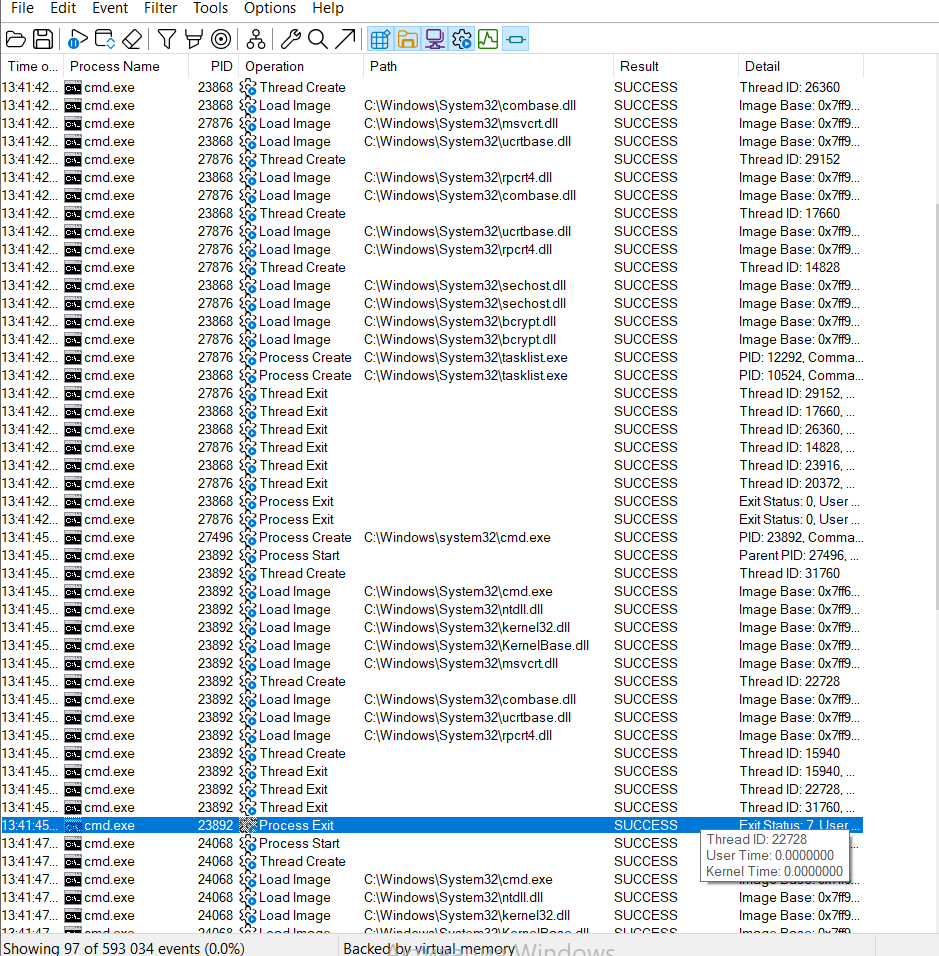 File Edit Event Filter Tools Options Help
Time o... Process Name PID Operation Path Result Detail
13:41:42... cmd.exe 23868 Thread Create SUCCESS Thread ID: 26360
13:41:42... cmd.exe 23868 Load Image C:\Windows\System32\combase.dll SUCCESS Image Base: 0x7ff9...
13:41:42... cmd.exe 27876 Load Image C:\Windows\System32\msvcrt.dll SUCCESS Image Base: 0x7ff9...
13:41:42... cmd.exe 23868 Load Image C:\Windows\System32\ucrtbase.dll SUCCESS Image Base: 0x7ff9...
13:41:42... cmd.exe 27876 Thread Create SUCCESS Thread ID: 29152
13:41:42... cmd.exe 23868 Load Image C:\Windows\System32\rpcrt4.dll SUCCESS Image Base: 0x7ff9...
13:41:42... cmd.exe 27876 Load Image C:\Windows\System32\combase.dll SUCCESS Image Base: 0x7ff9...
13:41:42... cmd.exe 23868 Thread Create SUCCESS Thread ID: 17660
13:41:42... cmd.exe 27876 Load Image C:\Windows\System32\ucrtbase.dll SUCCESS Image Base: 0x7ff9...
13:41:42... cmd.exe 27876 Load Image C:\Windows\System32\rpcrt4.dll SUCCESS Image Base: 0x7ff9...
13:41:42... cmd.exe 27876 Thread Create SUCCESS Thread ID: 14828
13:41:42... cmd.exe 23868 Load Image C:\Windows\System32\sechost.dll SUCCESS Image Base: 0x7ff9...
13:41:42... cmd.exe 27876 Load Image C:\Windows\System32\sechost.dll SUCCESS Image Base: 0x7ff9...
13:41:42... cmd.exe 23868 Load Image C:\Windows\System32\bcrypt.dll SUCCESS Image Base: 0x7ff9...
13:41:42... cmd.exe 27876 Load Image C:\Windows\System32\bcrypt.dll SUCCESS Image Base: 0x7ff9...
13:41:42... cmd.exe 27876 Process Create C:\Windows\System32\tasklist.exe SUCCESS PID: 12292, Comma...
13:41:42... cmd.exe 23868 Process Create C:\Windows\System32\tasklist.exe SUCCESS PID: 10524, Comma...
13:41:42... cmd.exe 27876 Thread Exit SUCCESS Thread ID: 29152, ...
13:41:42... cmd.exe 23868 Thread Exit SUCCESS Thread ID: 17660, ...
13:41:42... cmd.exe 23868 Thread Exit SUCCESS Thread ID: 26360, ...
13:41:42... cmd.exe 27876 Thread Exit SUCCESS Thread ID: 14828, ...
13:41:42... cmd.exe 23868 Thread Exit SUCCESS Thread ID: 23916, ...
13:41:42... cmd.exe 27876 Thread Exit SUCCESS Thread ID: 20372, ...
13:41:42... cmd.exe 23868 Process Exit SUCCESS Exit Status: 0, User ...
13:41:42... cmd.exe 27876 Process Exit SUCCESS Exit Status: 0, User ...
13:41:45... cmd.exe 27496 Process Create C:\Windows\system32\cmd.exe SUCCESS PID: 23892, Comma...
13:41:45... cmd.exe 23892 Process Start SUCCESS Parent PID: 27496, ...
13:41:45... cmd.exe 23892 Thread Create SUCCESS Thread ID: 31760
13:41:45... cmd.exe 23892 Load Image C:\Windows\System32\cmd.exe SUCCESS Image Base: 0x7ff6...
13:41:45... cmd.exe 23892 Load Image C:\Windows\System32\ntdll.dll SUCCESS Image Base: 0x7ff9...
13:41:45... cmd.exe 23892 Load Image C:\Windows\System32\kernel32.dll SUCCESS Image Base: 0x7ff9...
13:41:45... cmd.exe 23892 Load Image C:\Windows\System32\KernelBase.dll SUCCESS Image Base: 0x7ff9...
13:41:45... cmd.exe 23892 Load Image C:\Windows\System32\msvcrt.dll SUCCESS Image Base: 0x7ff9...
13:41:45... cmd.exe 23892 Thread Create SUCCESS Thread ID: 22728
13:41:45... cmd.exe 23892 Load Image C:\Windows\System32\combase.dll SUCCESS Image Base: 0x7ff9...
13:41:45... cmd.exe 23892 Load Image C:\Windows\System32\ucrtbase.dll SUCCESS Image Base: 0x7ff9...
13:41:45... cmd.exe 23892 Load Image C:\Windows\System32\rpcrt4.dll SUCCESS Image Base: 0x7ff9...
13:41:45... cmd.exe 23892 Thread Create SUCCESS Thread ID: 15940
13:41:45... cmd.exe 23892 Thread Exit SUCCESS Thread ID: 15940, ...
13:41:45... cmd.exe 23892 Thread Exit SUCCESS Thread ID: 22728, ...
13:41:45... cmd.exe 23892 Thread Exit SUCCESS Thread ID: 31760, ...
13:41:45... cmd.exe 23892 Process Exit SUCCESS Exit Status: 7, User ...
13:41:47... cmd.exe 24068 Process Start SUCCESS
Thread ID: 22728
User Time: 0.0000000
Kernel Time: 0.0000000
13:41:47... cmd.exe 24068 Thread Create SUCCESS
13:41:47... cmd.exe 24068 Load Image C:\Windows\System32\cmd.exe SUCCESS
13:41:47... cmd.exe 24068 Load Image C:\Windows\System32\ntdll.dll SUCCESS Image Base: 0x7ff9...
13:41:47... cmd.exe 24068 Load Image C:\Windows\System32\kernel32.dll SUCCESS Image Base: 0x7ff9...
13:41:47... cmd.exe 24068 Load Image C:\Windows\System32\KernelBase.dll SUCCESS Image Base: 0x7ff9...
Showing 97 of 593 034 events (0.0%) Backed by virtual memory
Windows